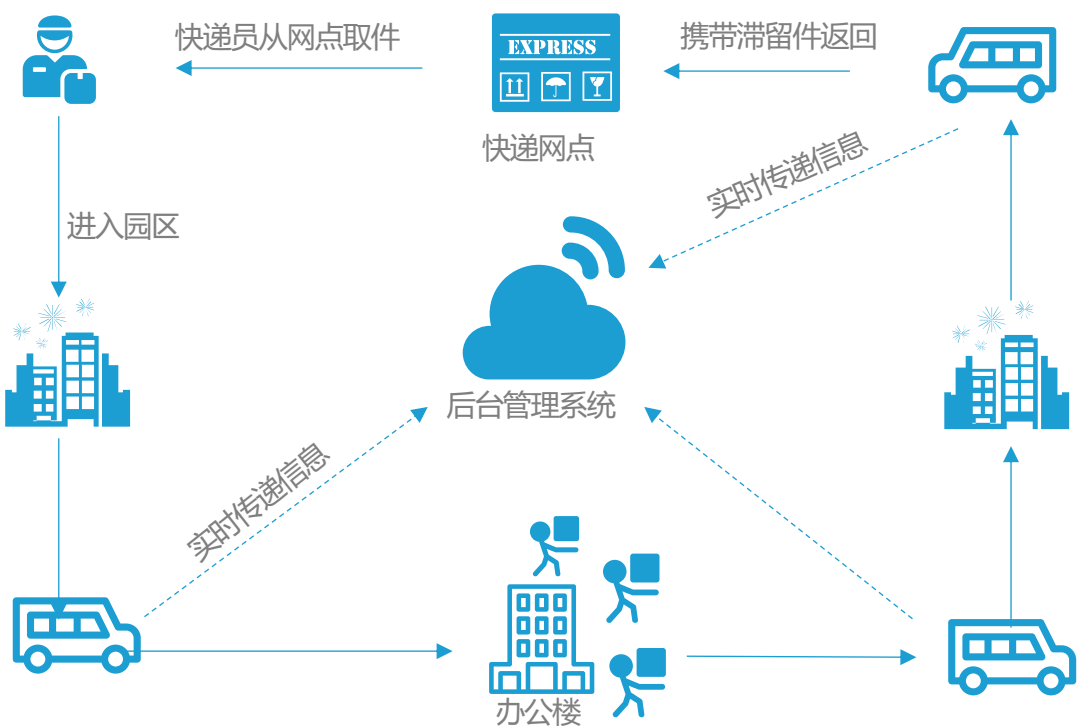 快递员从网点取件
EXPRESS
携带滞留件返回
快递网点
实时传递信息
进入园区
后台管理系统
实时传递信息
办公楼